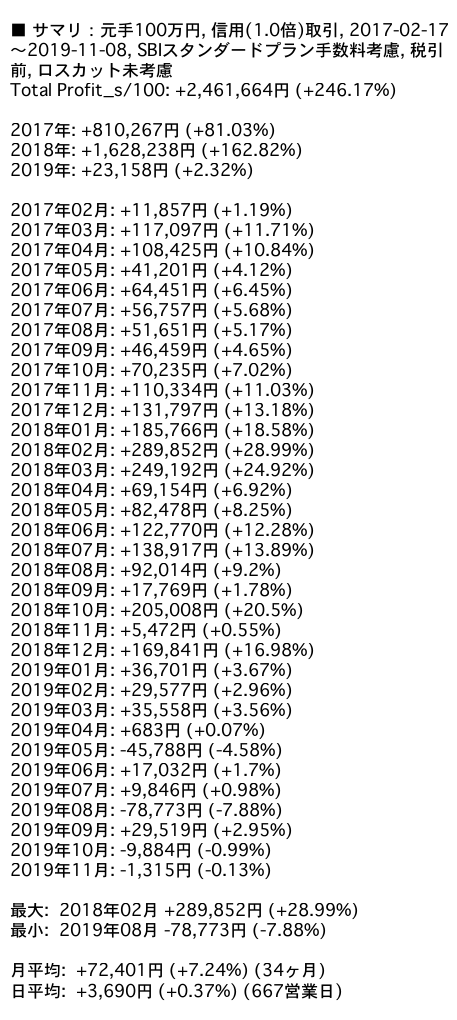 ■ サマリ：元手100万円, 信用(1.0倍)取引, 2017-02-17
〜2019-11-08, SBIスタンダードプラン手数料考慮, 税引
前, ロスカット未考慮
Total Profit_s/100: +2,461,664円 (+246.17%)
2017年: +810,267円 (+81.03%)
2018年: +1,628,238円 (+162.82%)
2019年: +23,158円 (+2.32%)
2017年02月: +11,857円 (+1.19%)
2017年03月: +117,097円 (+11.71%)
2017年04月: +108,425円 (+10.84%)
2017年05月: +41,201円 (+4.12%)
2017年06月: +64,451円 (+6.45%)
2017年07月: +56,757円 (+5.68%)
2017年08月: +51,651円 (+5.17%)
2017年09月: +46,459円 (+4.65%)
2017年10月: +70,235円 (+7.02%)
2017年11月: +110,334円 (+11.03%)
2017年12月: +131,797円 (+13.18%)
2018年01月: +185,766円 (+18.58%)
2018年02月: +289,852円 (+28.99%)
2018年03月: +249,192円 (+24.92%)
2018年04月: +69,154円 (+6.92%)
2018年05月: +82,478円 (+8.25%)
2018年06月: +122,770円 (+12.28%)
2018年07月: +138,917円 (+13.89%)
2018年08月: +92,014円 (+9.2%)
2018年09月: +17,769円 (+1.78%)
2018年10月: +205,008円 (+20.5%)
2018年11月: +5,472円 (+0.55%)
2018年12月: +169,841円 (+16.98%)
2019年01月: +36,701円 (+3.67%)
2019年02月: +29,577円 (+2.96%)
2019年03月: +35,558円 (+3.56%)
2019年04月: +683円 (+0.07%)
2019年05月: -45,788円 (-4.58%)
2019年06月: +17,032円 (+1.7%)
2019年07月: +9,846円 (+0.98%)
2019年08月: -78,773円 (-7.88%)
2019年09月: +29,519円 (+2.95%)
2019年10月: -9,884円 (-0.99%)
2019年11月: -1,315円 (-0.13%)
最大: 2018年02月 +289,852円 (+28.99%)
最小: 2019年08月 -78,773円 (-7.88%)
月平均: +72,401円 (+7.24%) (34ヶ月)
日平均: +3,690円 (+0.37%) (667営業日)